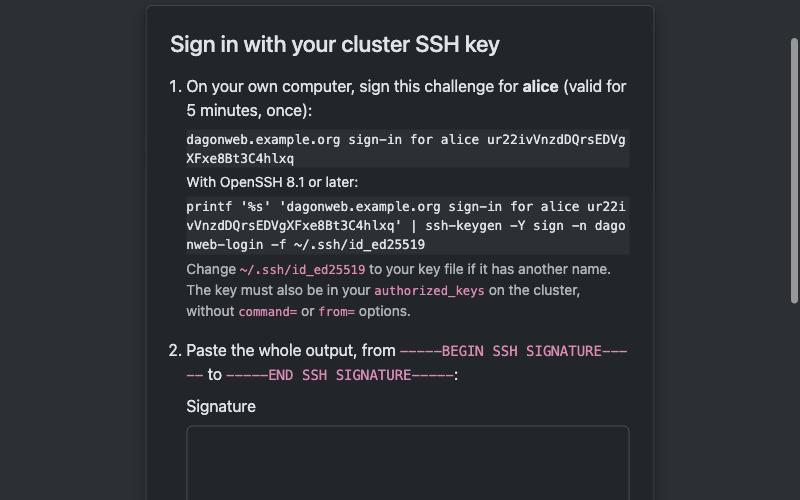 Sign in with your cluster SSH key
1. On your own computer, sign this challenge for alice (valid for
5 minutes, once):
dagonweb.example.org sign-in for alice ur22ivVnzdDQrsEDVg
XFxe8Bt3C4hlxq
With OpenSSH 8.1 or later:
printf '%s' 'dagonweb.example.org sign-in for alice ur22i
vVnzdDQrsEDVgXFxe8Bt3C4hlxq' | ssh-keygen -Y sign -n dago
nweb-login -f ~/.ssh/id_ed25519
Change ~/.ssh/id_ed25519 to your key file if it has another name.
The key must also be in your authorized_keys on the cluster,
without command= or from= options.
2. Paste the whole output, from -----BEGIN SSH SIGNATURE---
-- to -----END SSH SIGNATURE-----:
Signature